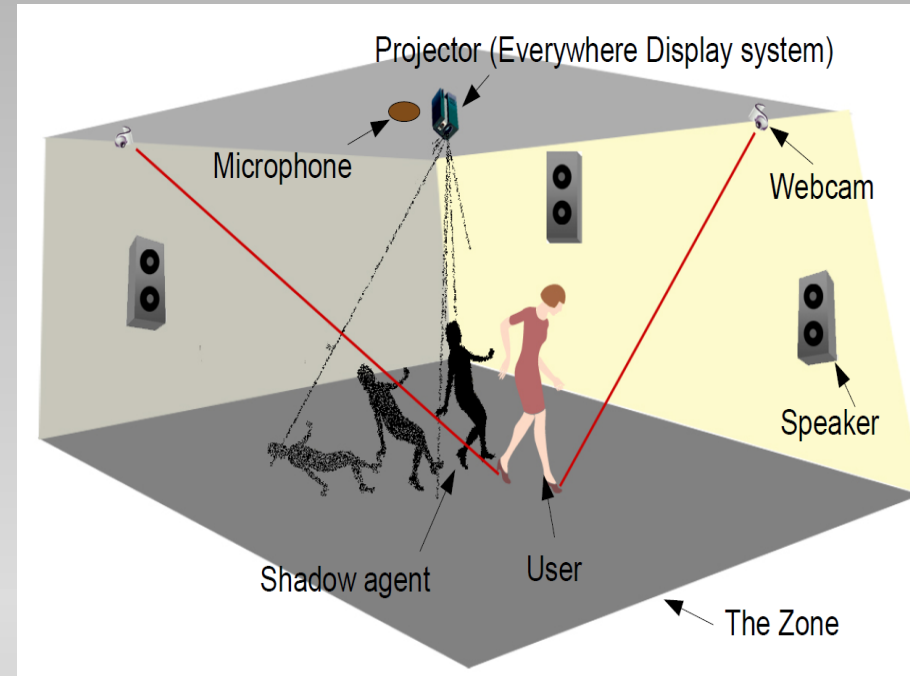 Projector (Everywhere Display system)
Microphone
Webcam
Speaker
Shadow agent
User
The Zone